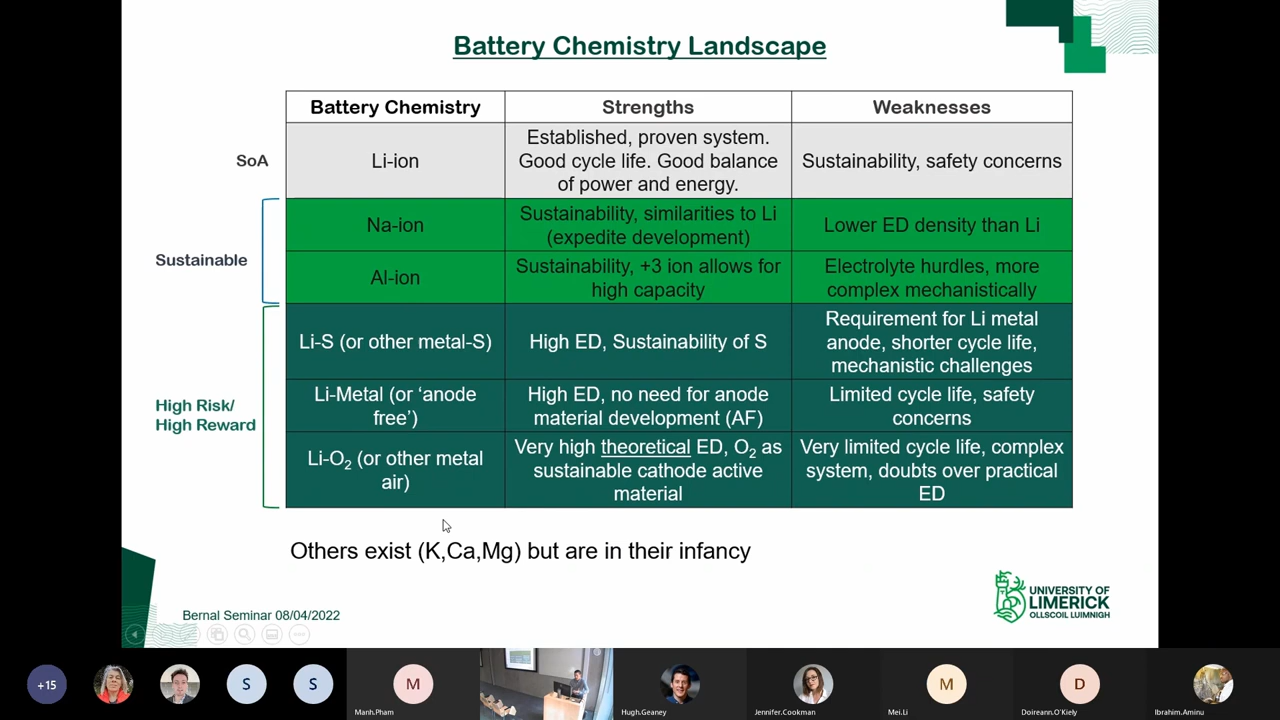 Battery Chemistry Landscape
Battery Chemistry
Strengths
Weaknesses
SoA
Li-ion
Established, proven system.
Good cycle life. Good balance
of power and energy.
Sustainability, safety concerns
Sustainable
Na-ion
Sustainability, similarities to Li
(expedite development)
Lower ED density than Li
Al-ion
Sustainability, +3 ion allows for
high capacity
Electrolyte hurdles, more
complex mechanistically
High Risk/
High Reward
Li-S (or other metal-S)
High ED, Sustainability of S
Requirement for Li metal
anode, shorter cycle life,
mechanistic challenges
Li-Metal (or ‘anode
free’)
High ED, no need for anode
material development (AF)
Limited cycle life, safety
concerns
Li-O₂ (or other metal
air)
Very high theoretical ED, O₂ as
sustainable cathode active
material
Very limited cycle life, complex
system, doubts over practical
ED
Others exist (K,Ca,Mg) but are in their infancy
Bernal Seminar 08/04/2022
UNIVERSITY OF
LIMERICK
OLLSCOIL LUIMNIGH
+15
S
S
M
Manh.Pham
Hugh.Geaney
Jennifer.Cookman
M
Mei.Li
D
Doireann.O'Kiely
Ibrahim.Aminu